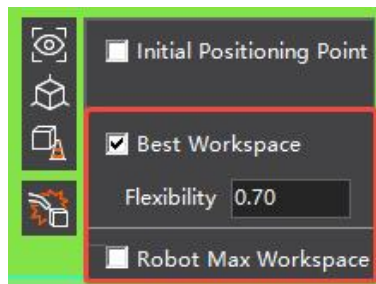 Initial Positioning Point
Best Workspace
Flexibility 0.70
Robot Max Workspace